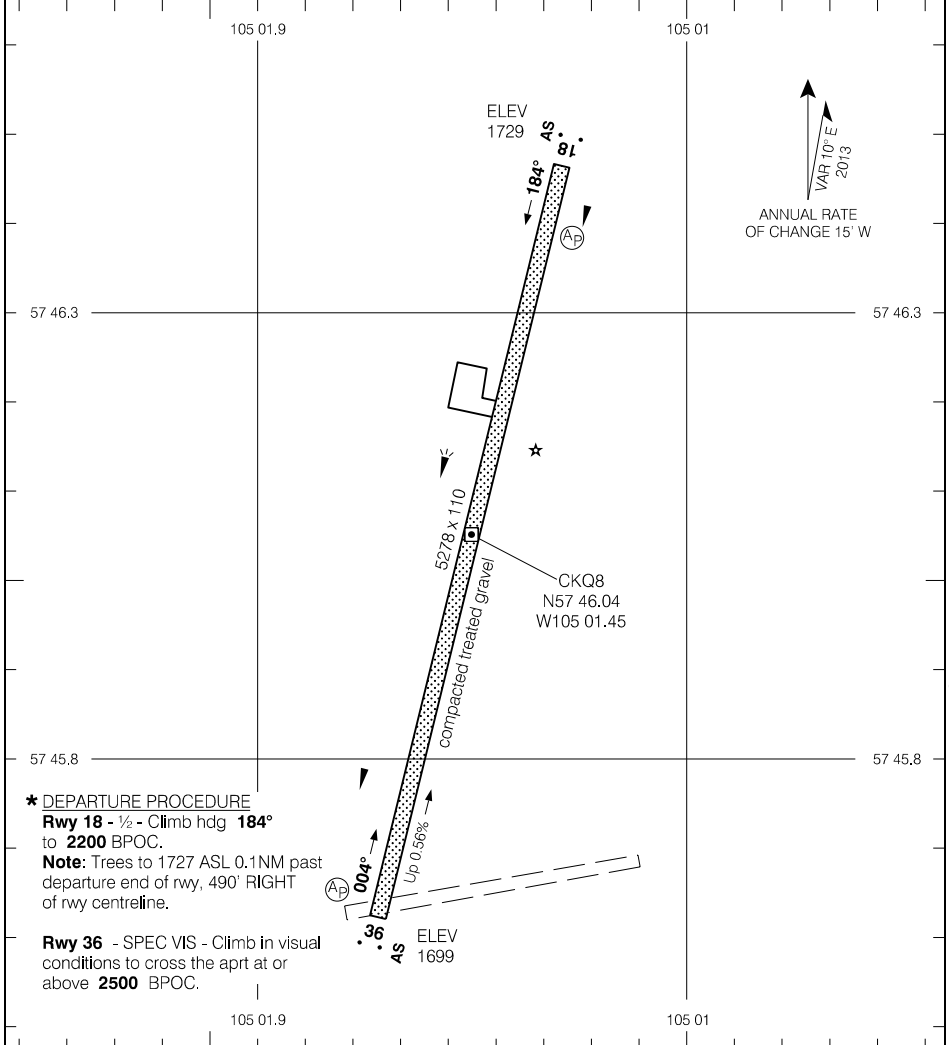 105 01.9
105 01
ELEV
1729
AS
18
184°
VAR 10° E
2013
ANNUAL RATE
OF CHANGE 15' W
AP
57 46.3
57 46.3
5278 x 110
compacted treated gravel
CKQ8
N57 46.04
W105 01.45
57 45.8
57 45.8
* DEPARTURE PROCEDURE
Rwy 18 - ½ - Climb hdg 184°
to 2200 BPOC.
Note: Trees to 1727 ASL 0.1NM past
departure end of rwy, 490' RIGHT
of rwy centreline.
Rwy 36 - SPEC VIS - Climb in visual
conditions to cross the aprt at or
above 2500 BPOC.
AP
004°
Up 0.56%
36
AS
ELEV
1699
105 01.9
105 01